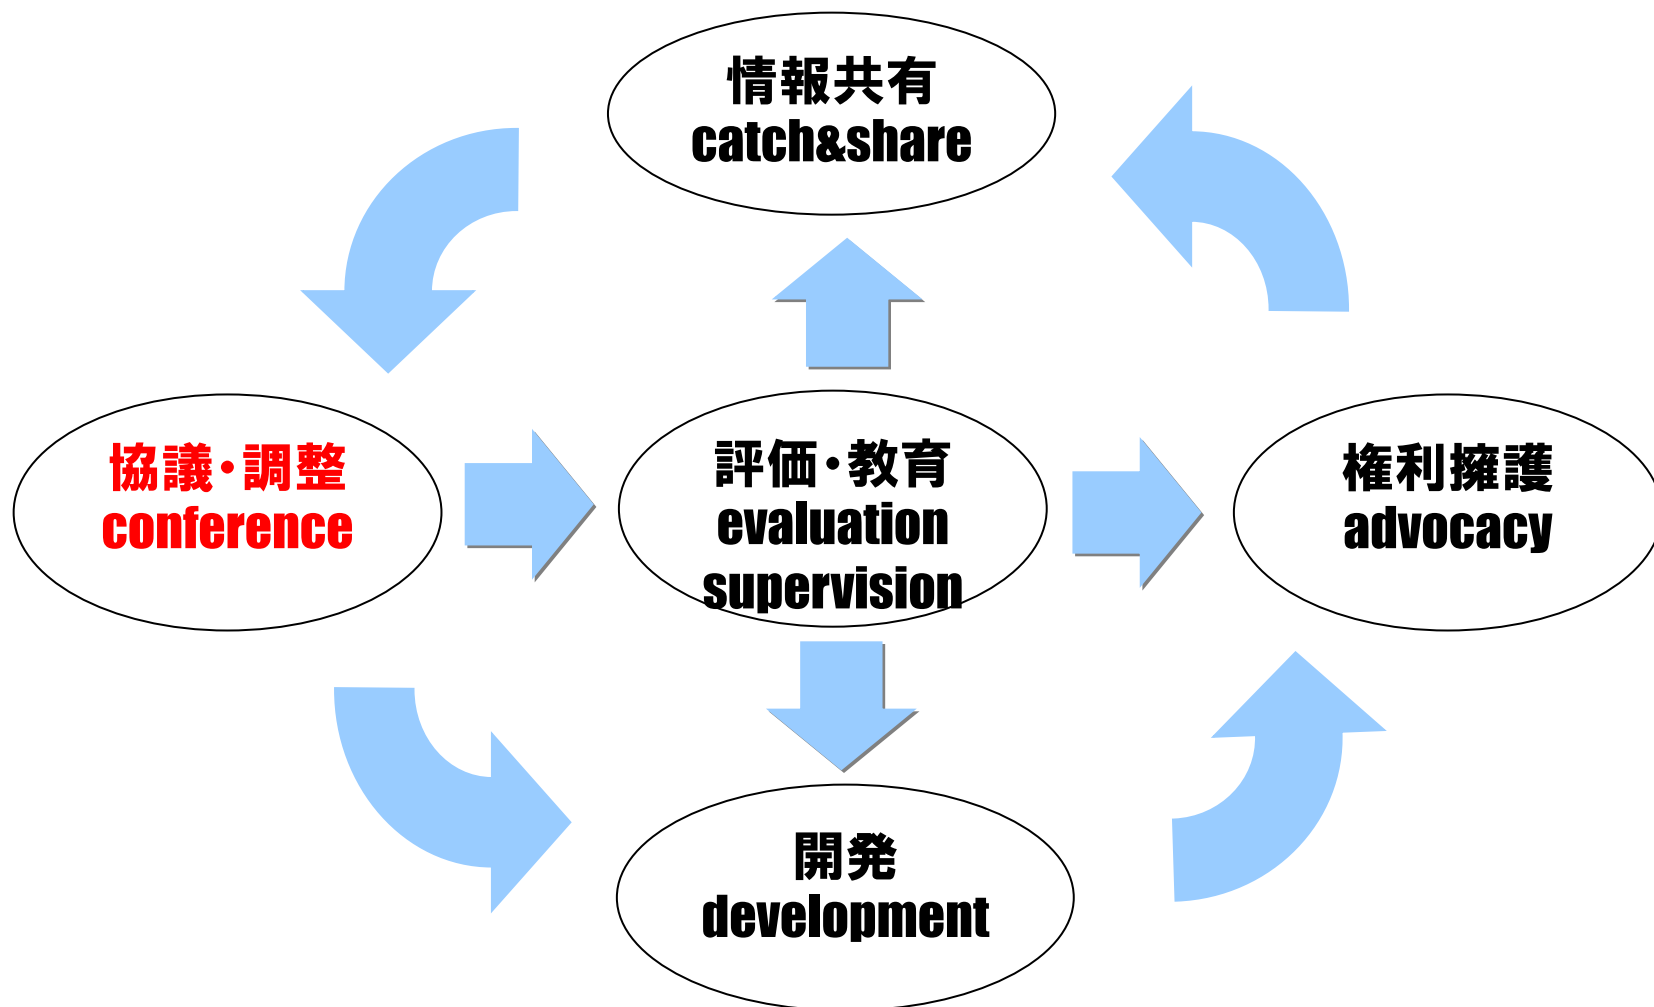 情報共有
catch&share
協議・調整
conference
評価・教育
evaluation
supervision
権利擁護
advocacy
開発
development